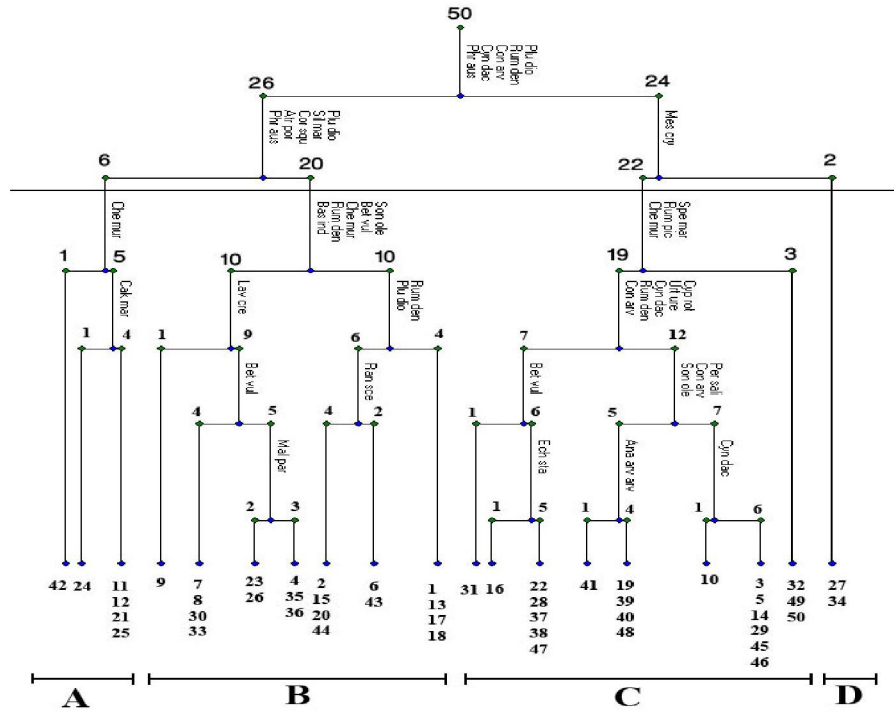 50
Plu dio
Rum den
Con arv
Cyn dac
Phr aus
26
24
Plu dio
Sil mar
Cor squ
Air por
Phr aus
Mes cry
6
20
22
2
Che mur
Son ole
Bet vul
Che mur
Rum den
Bas ind
Spe mar
Rum pic
Che mur
1
5
10
10
19
3
Cak mar
Lav cre
Rum den
Plu dio
Cyp rot
Urt ure
Cyn dac
Rum den
Con arv
1
4
1
9
6
4
7
12
Bet vul
Ran sce
Bet vul
Per sali
Con arv
Son ole
4
5
4
2
1
6
5
7
Mal par
Ech sta
Ana arv arv
Cyn dac
2
3
1
5
1
4
1
6
42
24
11
12
21
25
9
7
8
30
33
23
26
4
35
36
2
15
20
44
6
43
1
13
17
18
31
16
22
28
37
38
47
41
19
39
40
48
10
3
5
14
29
45
46
32
49
50
27
34
A
B
C
D